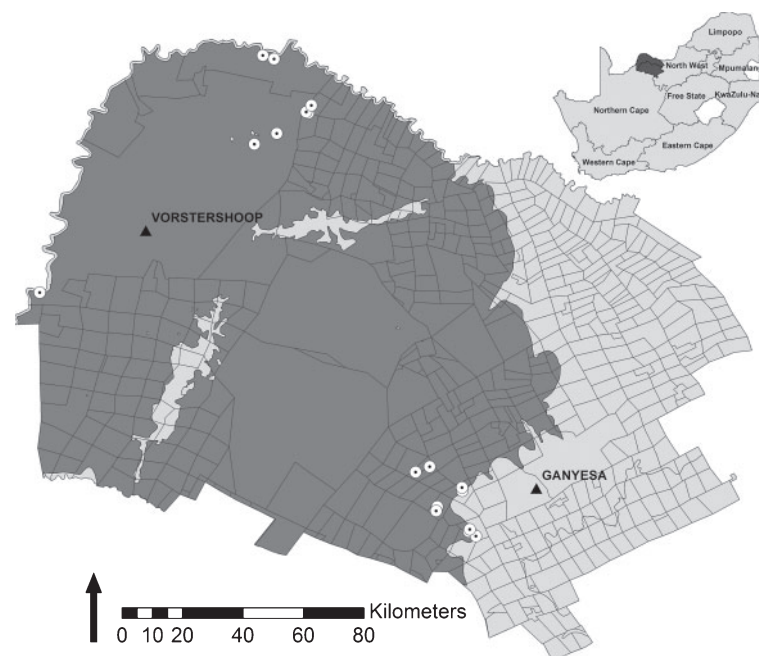 Limpopo
North West
Mpumalang
Free State
KwaZulu-Na
Northern Cape
Eastern Cape
Western Cape
VORSTERSHOOP
GANYESA
Kilometers
0 10 20 40 60 80